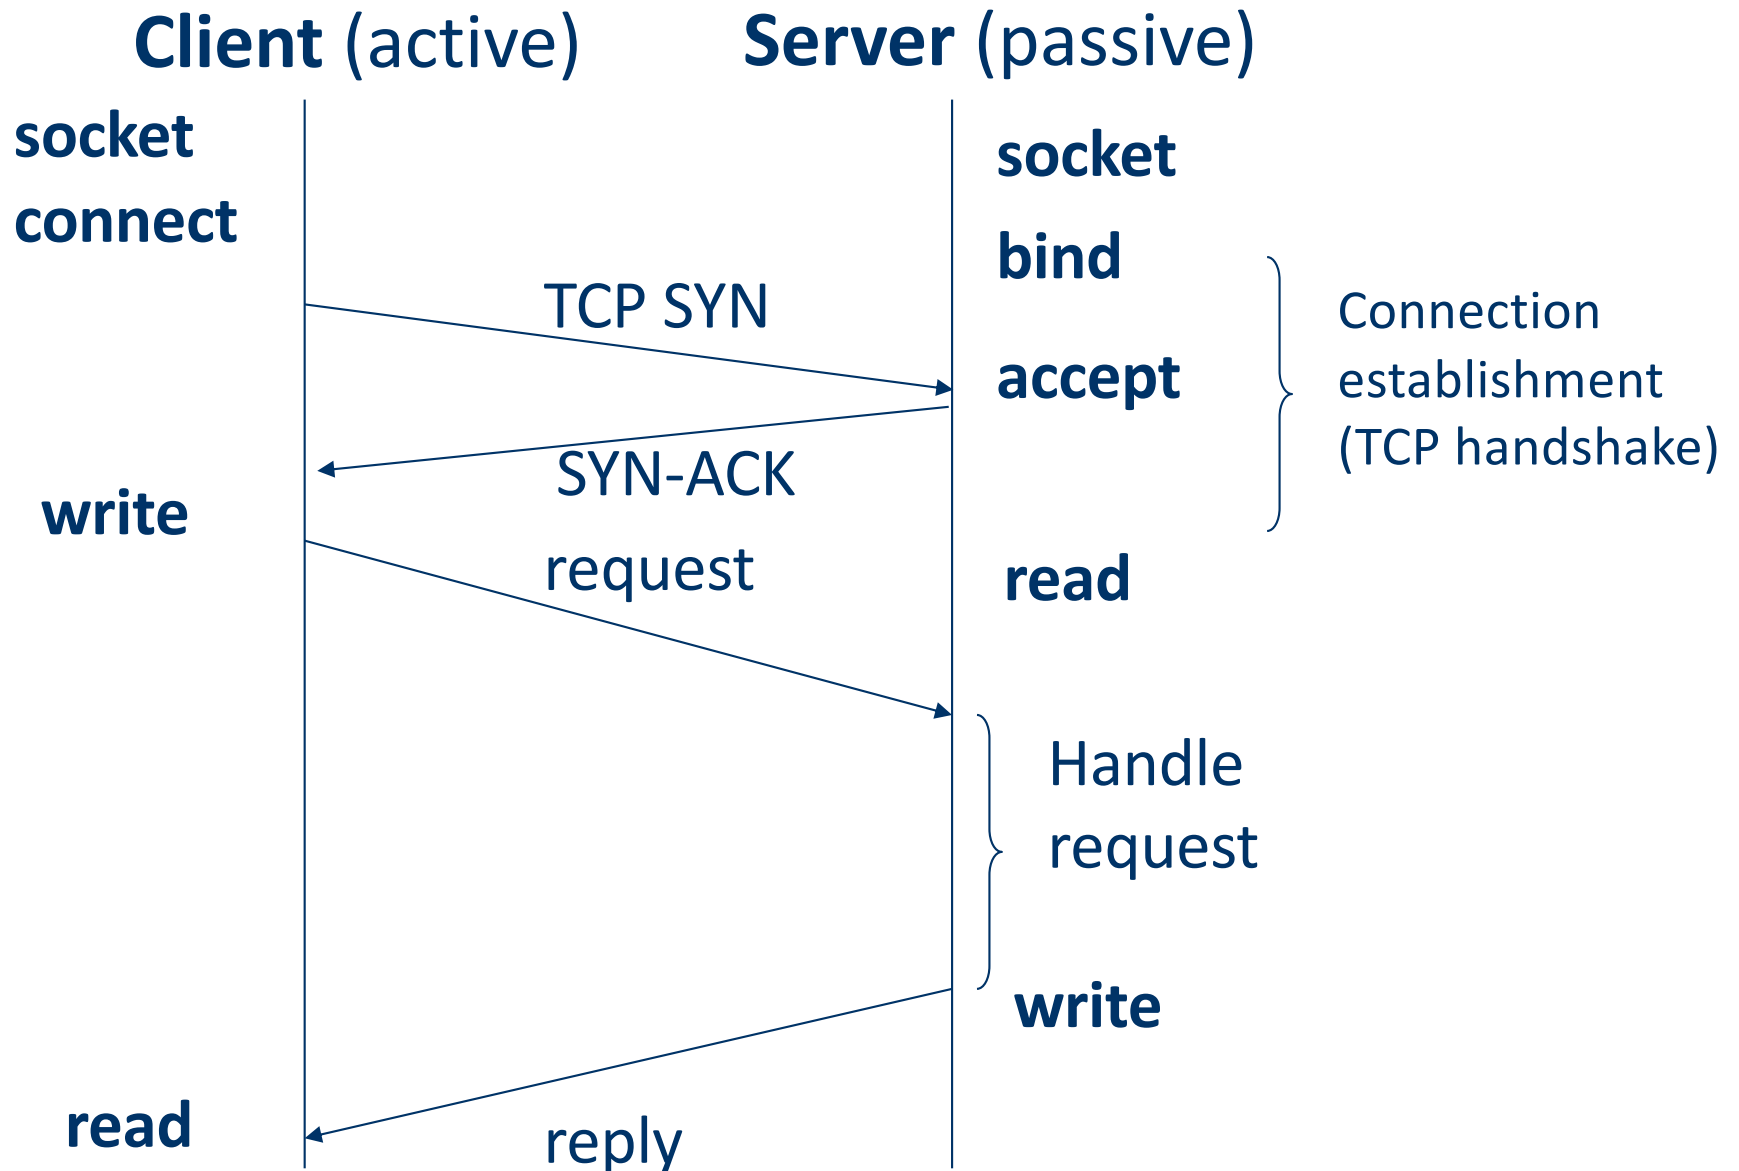 Client (active)
Server (passive)
socket
socket
connect
bind
TCP SYN
Connection
establishment
(TCP handshake)
accept
SYN-ACK
write
request
read
Handle
request
write
read
reply